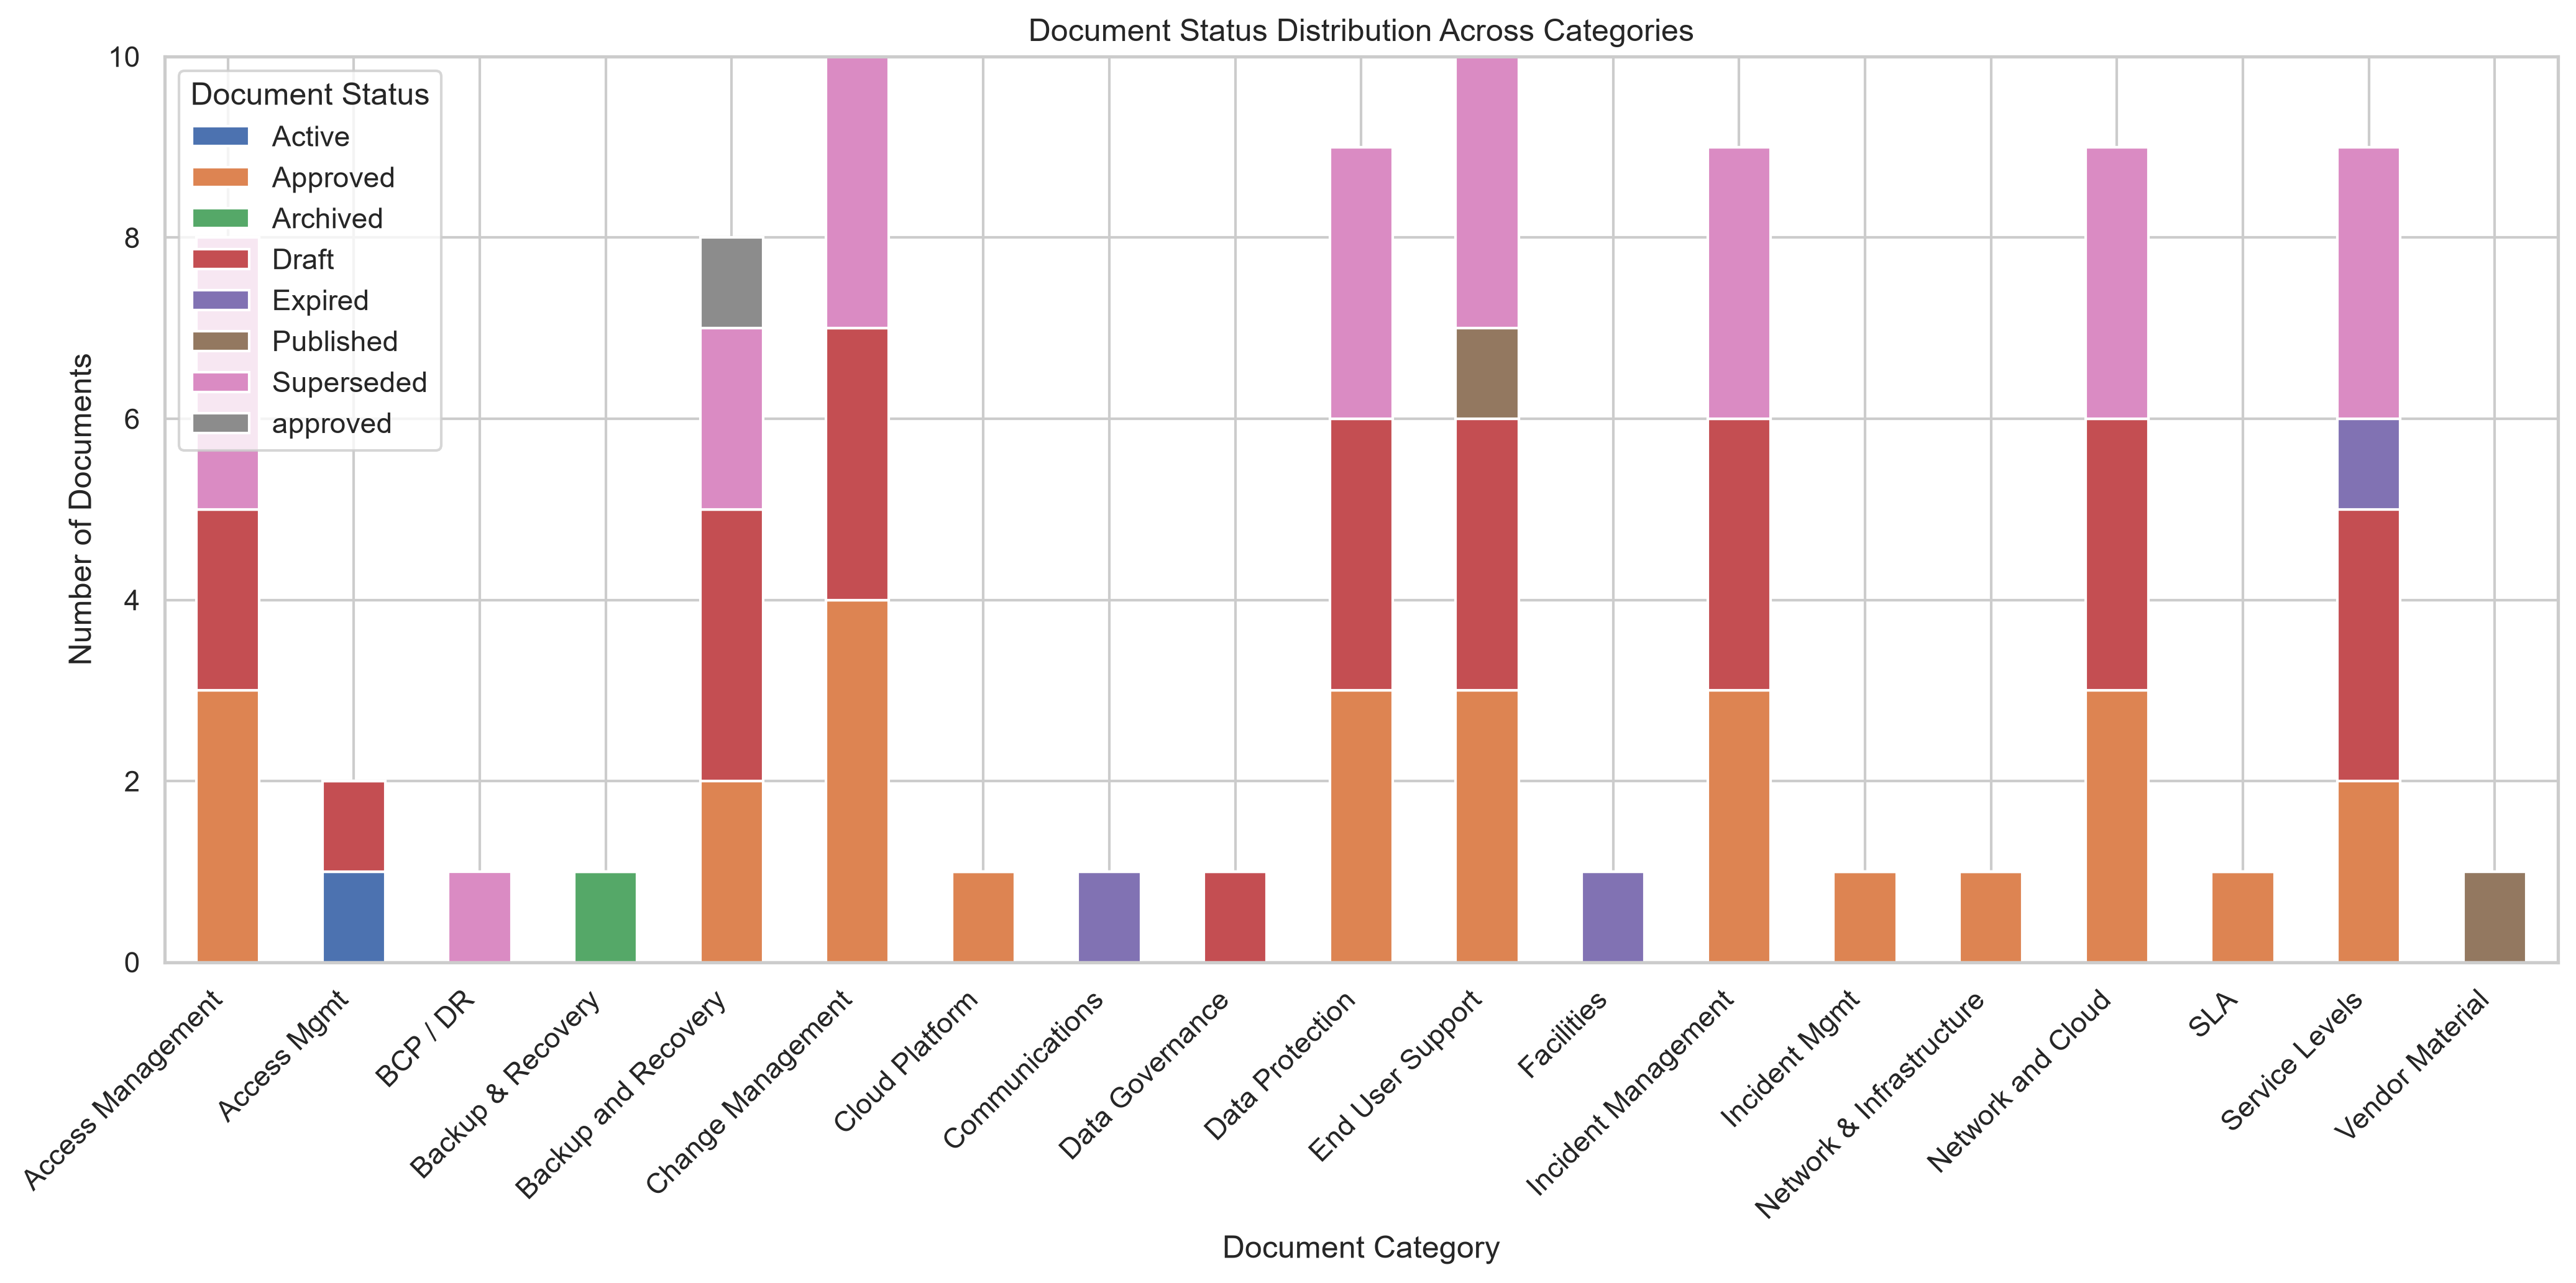 Document Status Distribution Across Categories
10
8
6
4
2
0
Number of Documents
Document Status
Active
Approved
Archived
Draft
Expired
Published
Superseded
approved
Access Management
Access Mgmt
BCP / DR
Backup & Recovery
Backup and Recovery
Change Management
Cloud Platform
Communications
Data Governance
Data Protection
End User Support
Facilities
Incident Management
Incident Mgmt
Network & Infrastructure
Network and Cloud
SLA
Service Levels
Vendor Material
Document Category